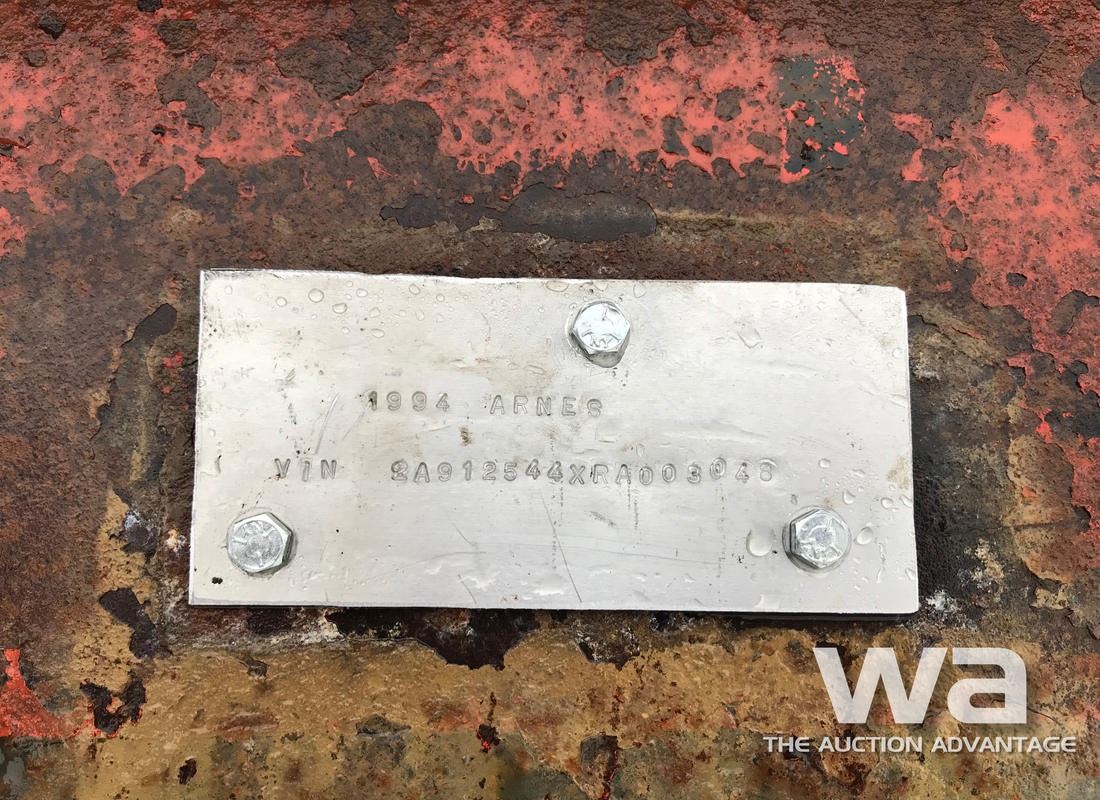 1994 ARNES
VIN 2A912544XRA003048
wa
THE AUCTION ADVANTAGE